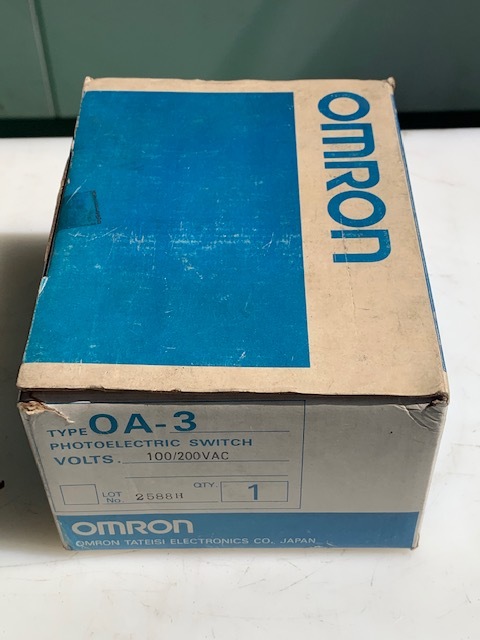 OMRON
TYPE OA-3
PHOTOELECTRIC SWITCH
VOLTS. 100/200VAC
LOT No. 2588H QTY. 1
OMRON
OMRON TATEISI ELECTRONICS CO., JAPAN